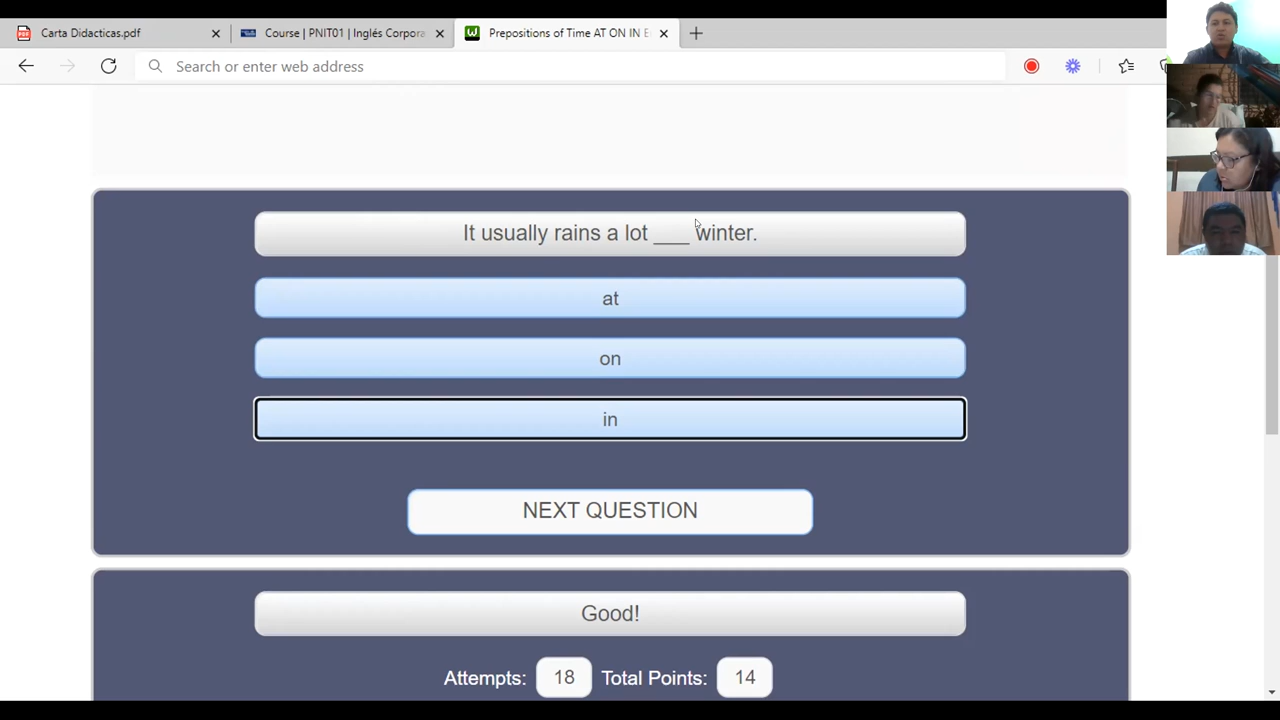 Carta Didacticas.pdf
Course | PNIT01 | Inglés Corpora
Prepositions of Time AT ON IN E
Search or enter web address
It usually rains a lot ___ winter.
at
on
in
NEXT QUESTION
Good!
Attempts: 18 Total Points: 14